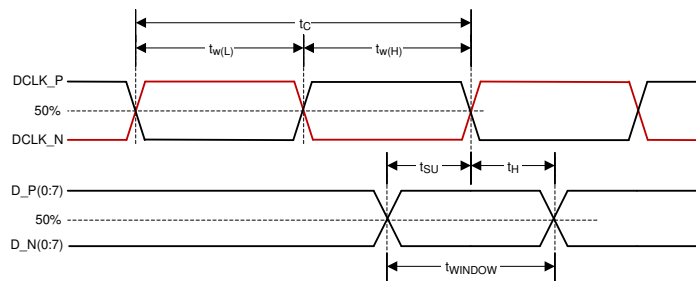 t_C
t_w(L) t_w(H)
DCLK_P
50%
DCLK_N
t_SU t_H
D_P(0:7)
50%
D_N(0:7)
t_WINDOW